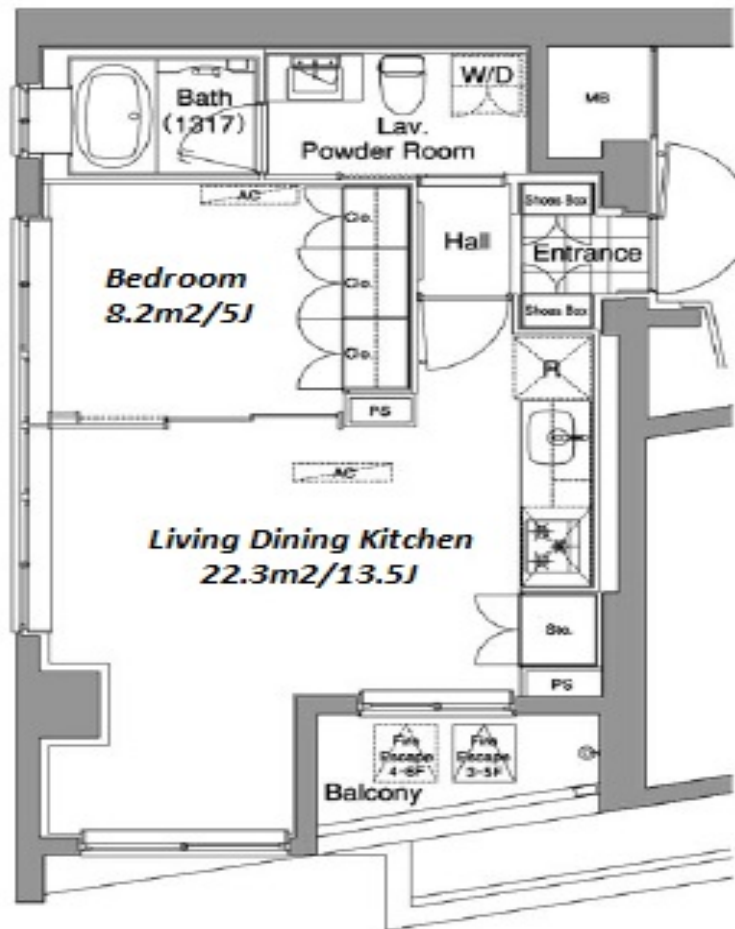 Bath
(1317)
Lav.
Powder Room
W/D
MB
AC
Clo.
Clo.
Clo.
Hall
Shoes Box
Entrance
Shoes Box
Bedroom
8.2m2/5J
R
PS
AC
Living Dining Kitchen
22.3m2/13.5J
Sto.
PS
Fire
Escape
4-6F
Fire
Escape
3-5F
Balcony